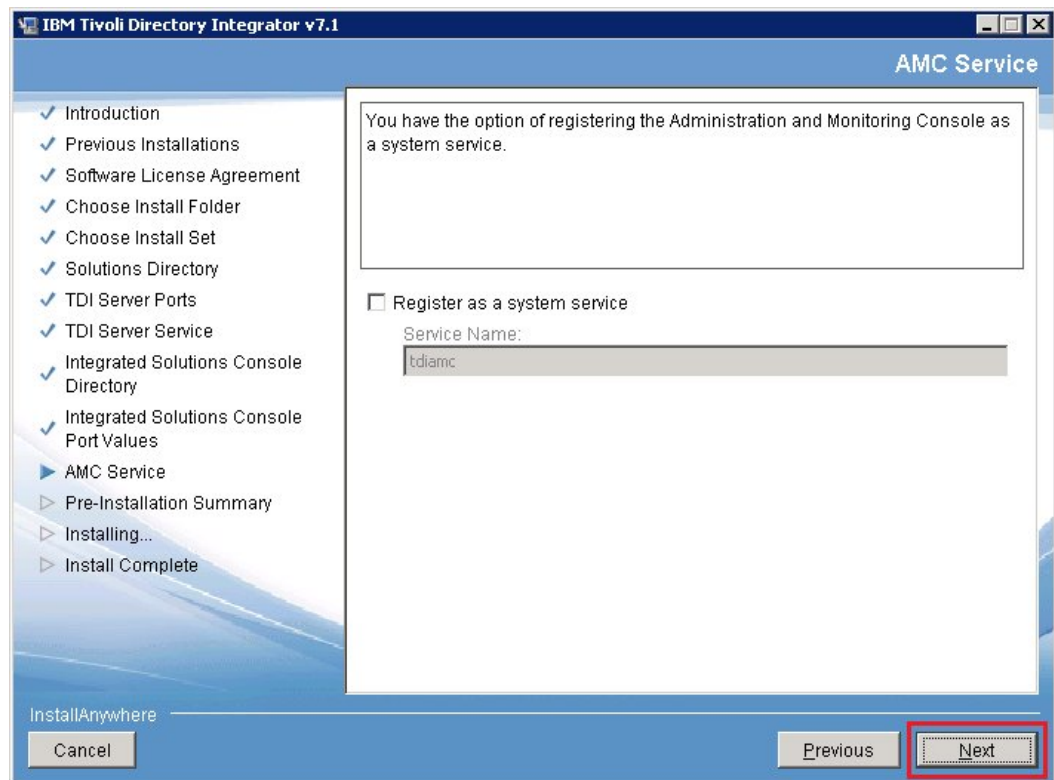 IBM Tivoli Directory Integrator v7.1
AMC Service
Introduction
Previous Installations
Software License Agreement
Choose Install Folder
Choose Install Set
Solutions Directory
TDI Server Ports
TDI Server Service
Integrated Solutions Console
Directory
Integrated Solutions Console
Port Values
AMC Service
Pre-Installation Summary
Installing...
Install Complete
You have the option of registering the Administration and Monitoring Console as
a system service.
Register as a system service
Service Name:
tdiamc
InstallAnywhere
Cancel
Previous
Next